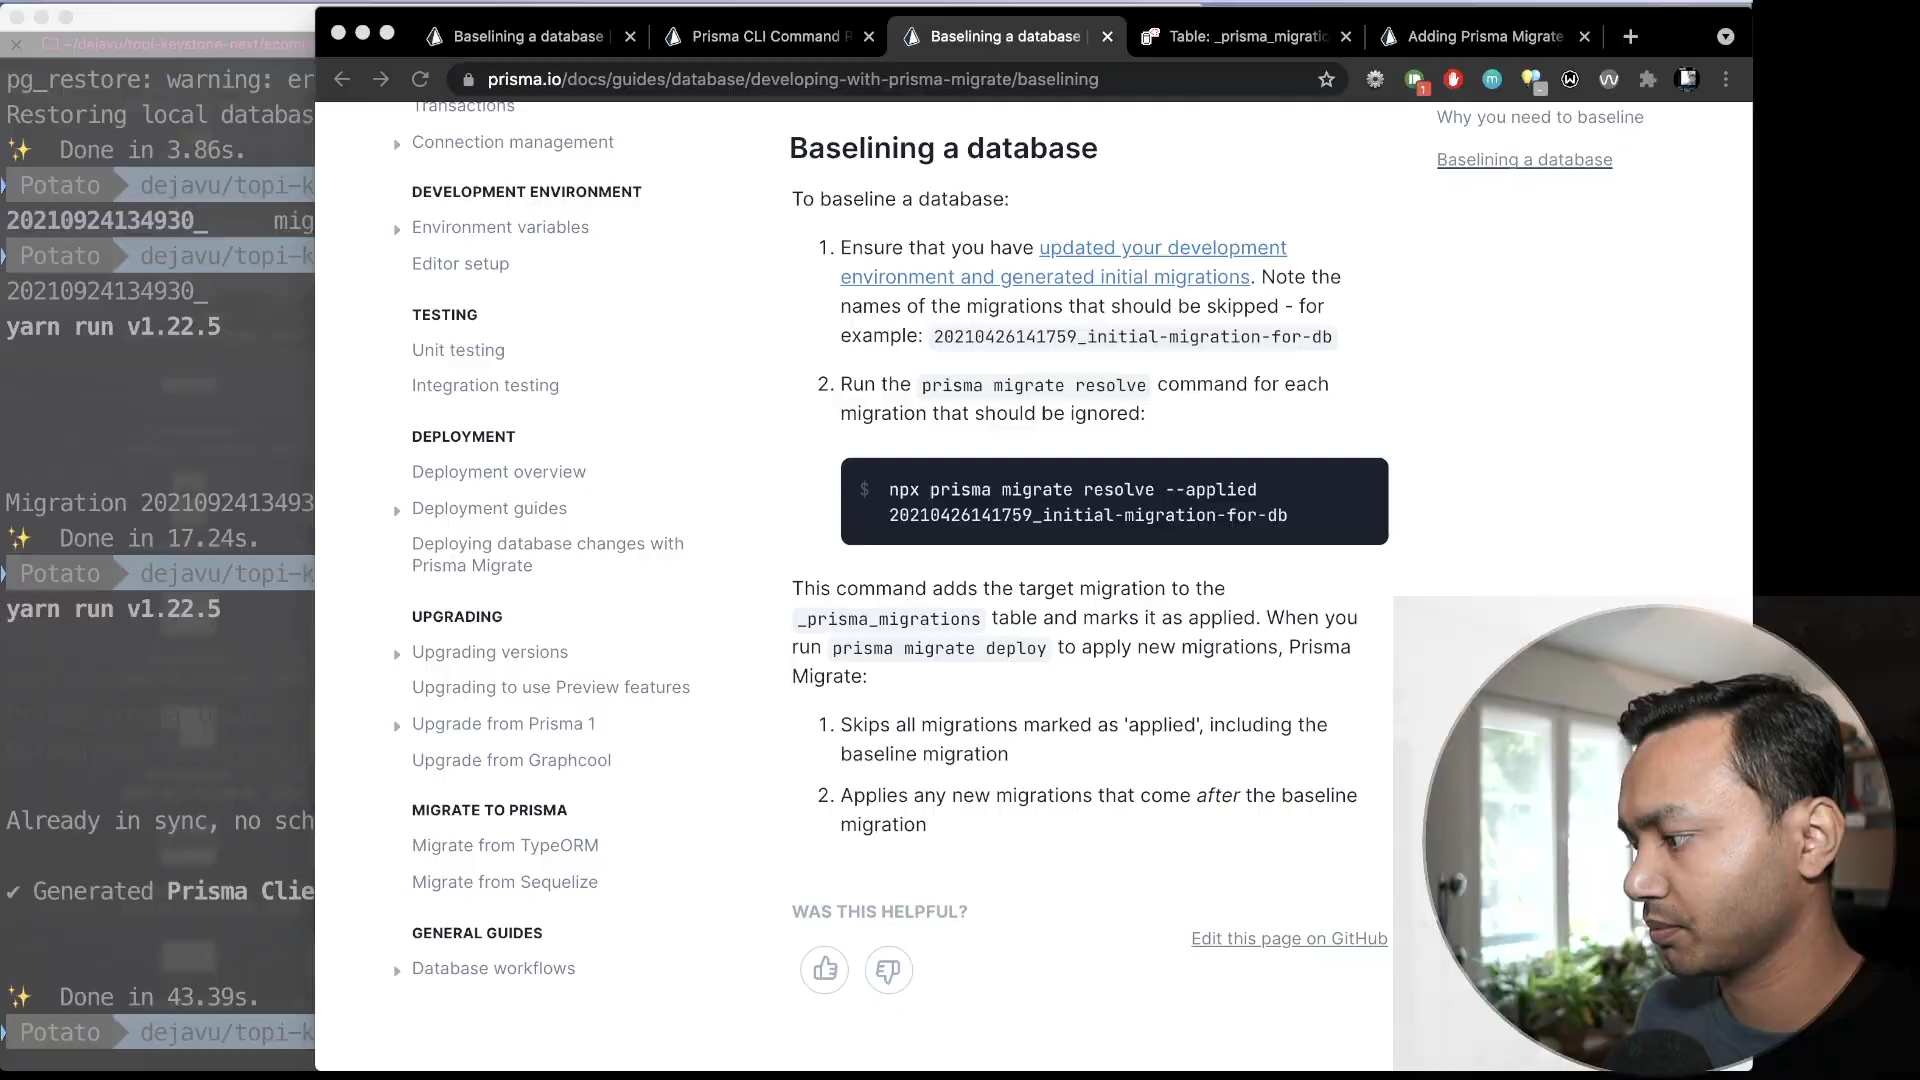 ~/dejavu/topi-keystone-next/ecom
pg_restore: warning: er
Restoring local databas
✨ Done in 3.86s.
Potato dejavu/topi-k
20210924134930_ mig
Potato dejavu/topi-k
20210924134930_
yarn run v1.22.5
Migration 2021092413493
✨ Done in 17.24s.
Potato dejavu/topi-k
yarn run v1.22.5
Already in sync, no sch
✔ Generated Prisma Clie
✨ Done in 43.39s.
Potato dejavu/topi-k
Baselining a database
Prisma CLI Command R
Baselining a database
Table: _prisma_migratic
Adding Prisma Migrate
prisma.io/docs/guides/database/developing-with-prisma-migrate/baselining
1
Transactions
Connection management
DEVELOPMENT ENVIRONMENT
Environment variables
Editor setup
TESTING
Unit testing
Integration testing
DEPLOYMENT
Deployment overview
Deployment guides
Deploying database changes with
Prisma Migrate
UPGRADING
Upgrading versions
Upgrading to use Preview features
Upgrade from Prisma 1
Upgrade from Graphcool
MIGRATE TO PRISMA
Migrate from TypeORM
Migrate from Sequelize
GENERAL GUIDES
Database workflows
Baselining a database
To baseline a database:
1. Ensure that you have updated your development
environment and generated initial migrations. Note the
names of the migrations that should be skipped - for
example: 20210426141759_initial-migration-for-db
2. Run the prisma migrate resolve command for each
migration that should be ignored:
$ npx prisma migrate resolve --applied
20210426141759_initial-migration-for-db
This command adds the target migration to the
_prisma_migrations table and marks it as applied. When you
run prisma migrate deploy to apply new migrations, Prisma
Migrate:
1. Skips all migrations marked as 'applied', including the
baseline migration
2. Applies any new migrations that come after the baseline
migration
WAS THIS HELPFUL?
Edit this page on GitHub
Why you need to baseline
Baselining a database